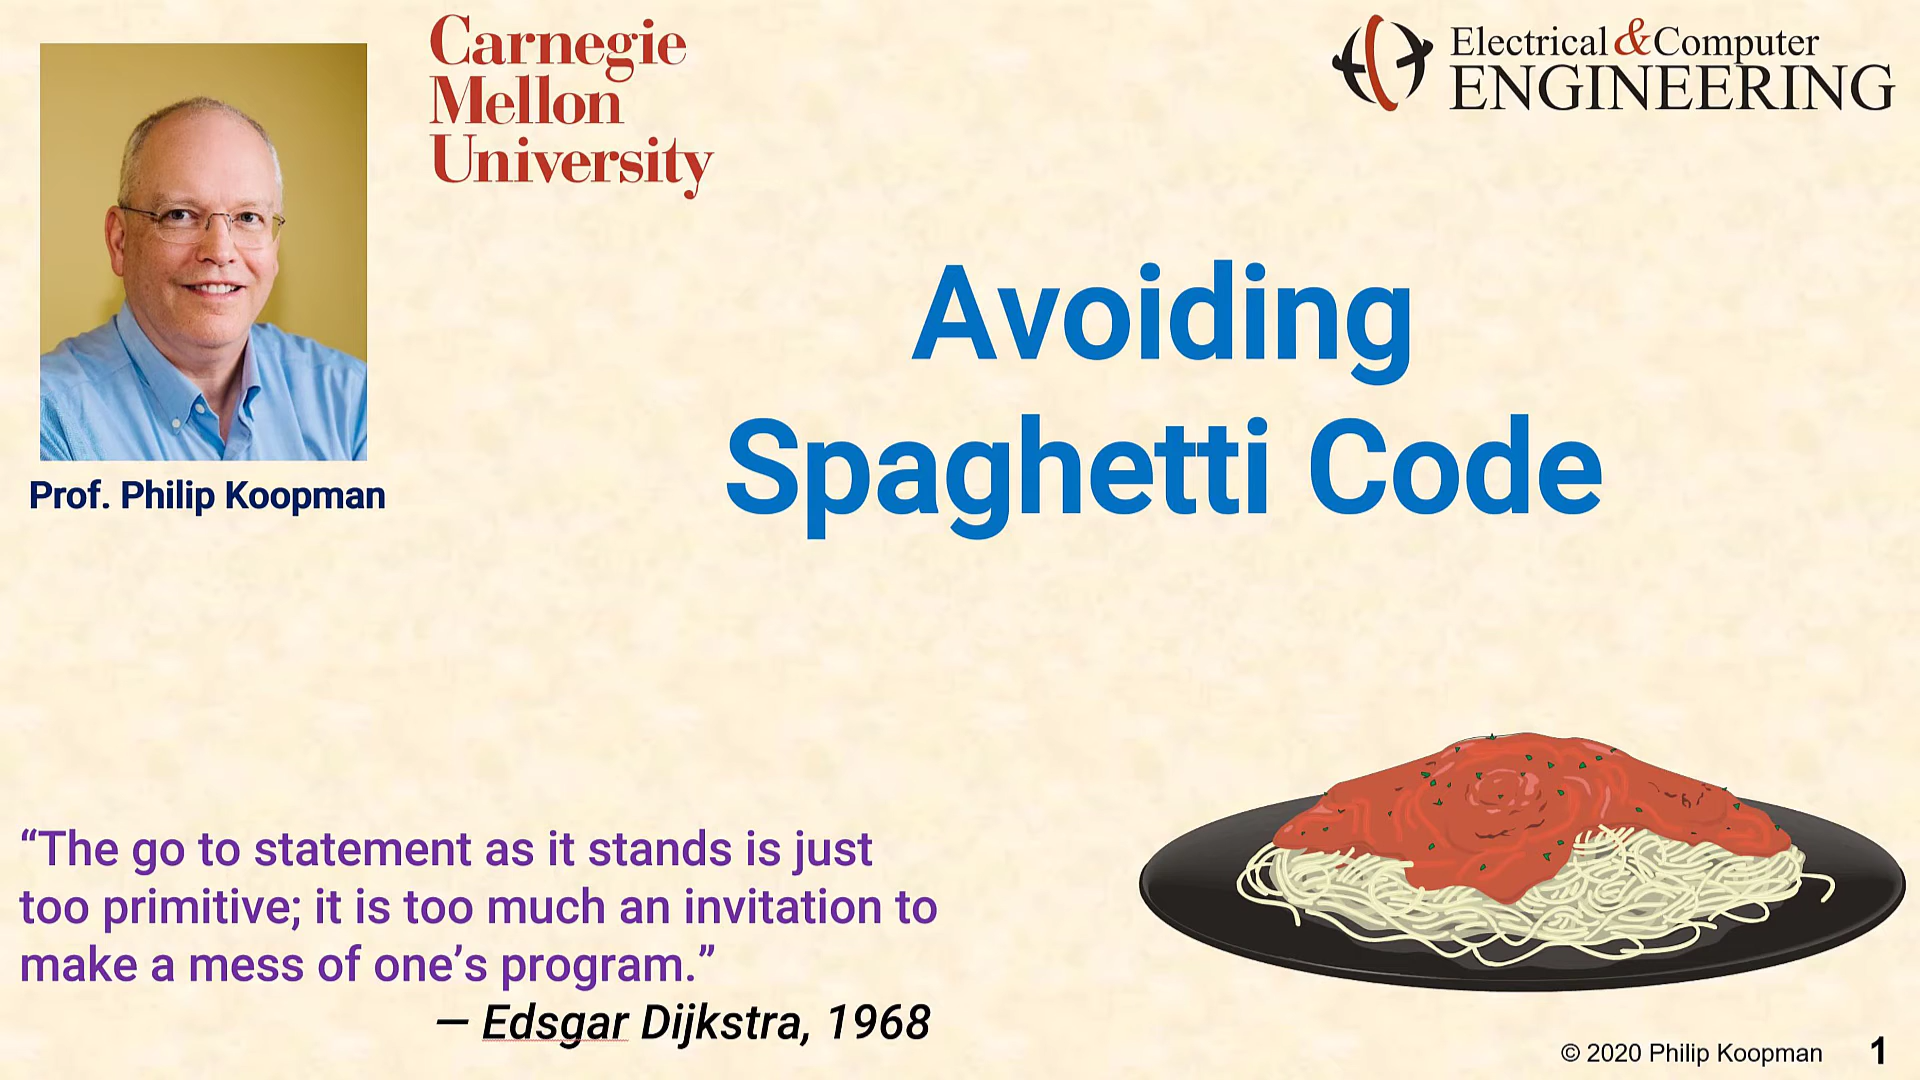 Carnegie
Mellon
University
Electrical & Computer
ENGINEERING
Prof. Philip Koopman
Avoiding
Spaghetti Code
“The go to statement as it stands is just
too primitive; it is too much an invitation to
make a mess of one’s program.”
– Edsgar Dijkstra, 1968
© 2020 Philip Koopman
1